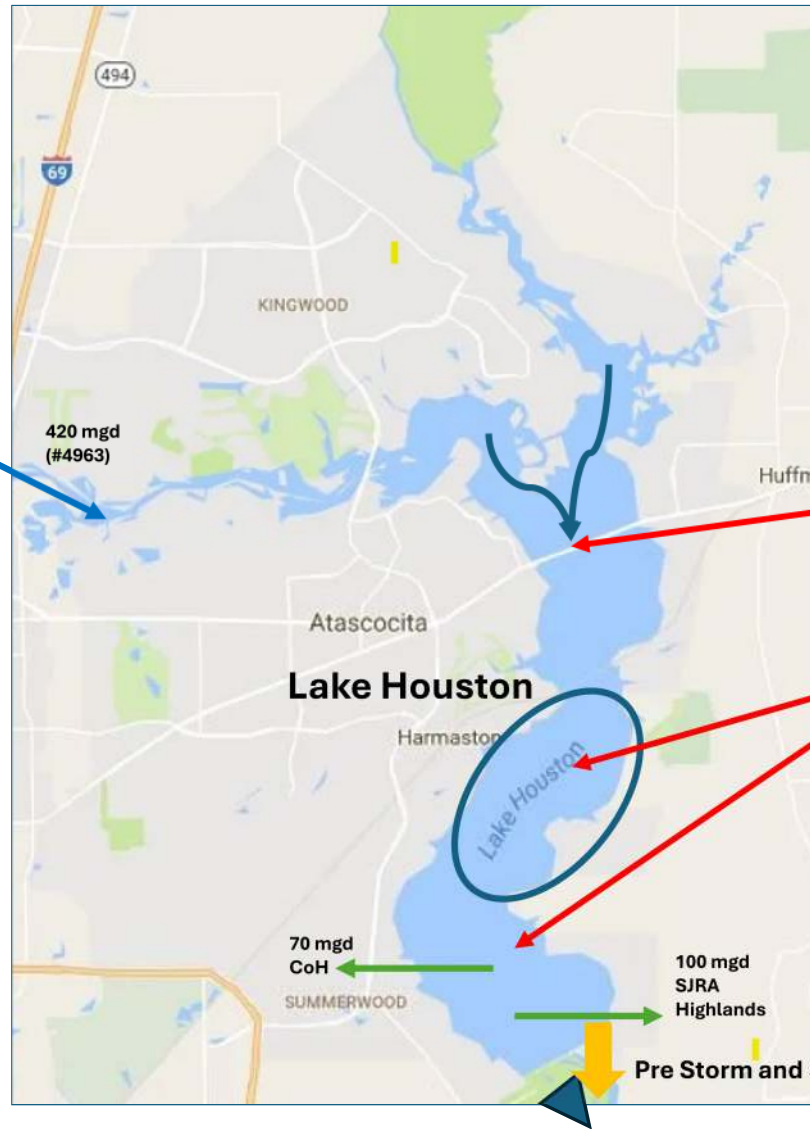 494
69
KINGWOOD
420 mgd
(#4963)
Huffm
Atascocita
Lake Houston
Harmaston
Lake Houston
70 mgd
CoH
100 mgd
SJRA
Highlands
SUMMERWOOD
Pre Storm and